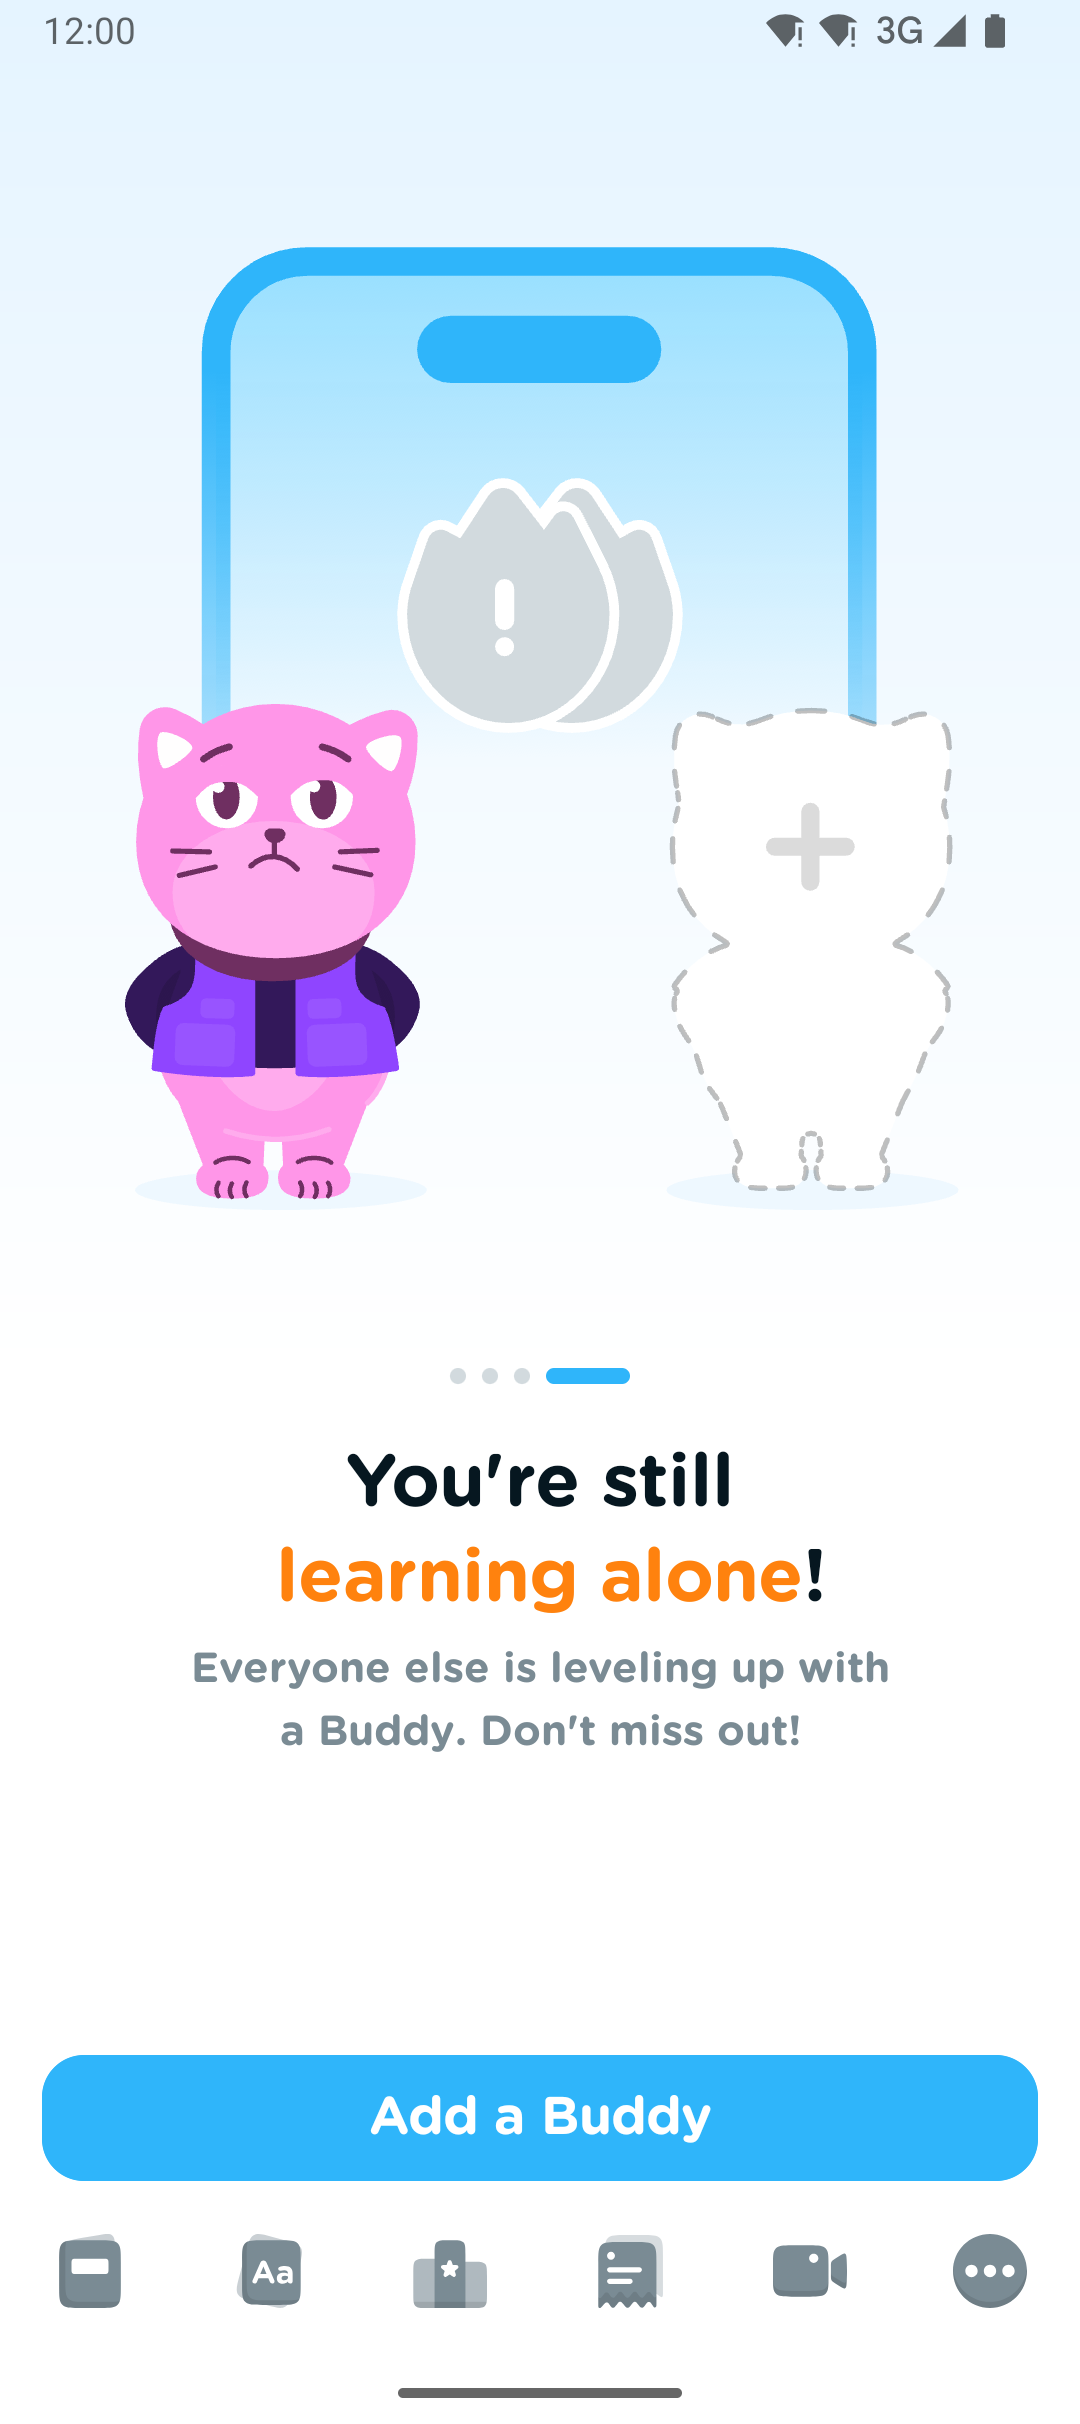 12:00
3G
You're still
learning alone!
Everyone else is leveling up with
a Buddy. Don't miss out!
Add a Buddy
Aa